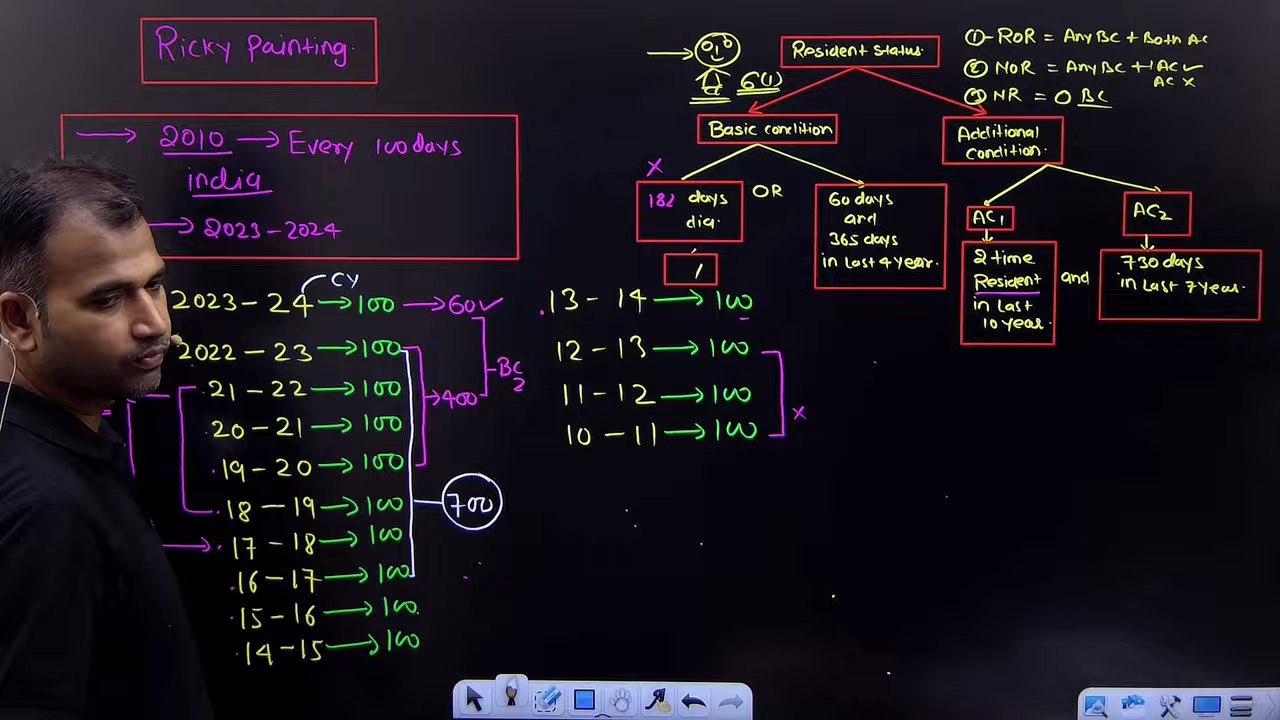 Ricky Painting.
2010 → Every 100 days
india
→ 2023-2024
CY
2023-24 → 100 → 60✓
2022-23 → 100
21-22 → 100
20-21 → 100
19-20 → 100
18-19 → 100
17-18 → 100
16-17 → 100
15-16 → 100
14-15 → 100
→ 400
BC2
700
13-14 → 100
12-13 → 100
11-12 → 100
10-11 → 100
x
6(1)
Resident status.
① ROR = Any BC + Both AC
② NOR = Any BC + 1 AC ✓
AC x
③ NR = 0 BC
Basic condition
Additional
Condition.
x
182 days
OR
60 days
and
365 days
in last 4 year.
AC1
AC2
2 time
Resident
in Last
10 year.
and
730 days
in Last 7 year.